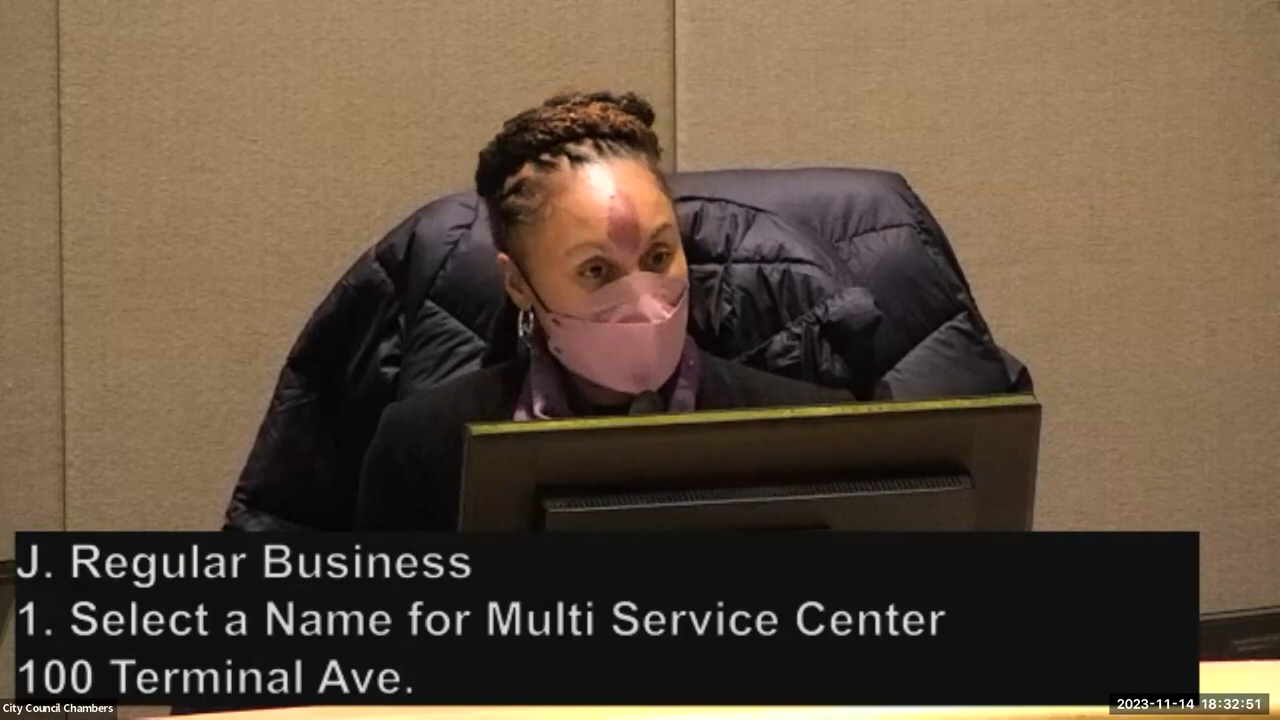 J. Regular Business
1. Select a Name for Multi Service Center
100 Terminal Ave.
City Council Chambers
2023-11-14 18:32:51